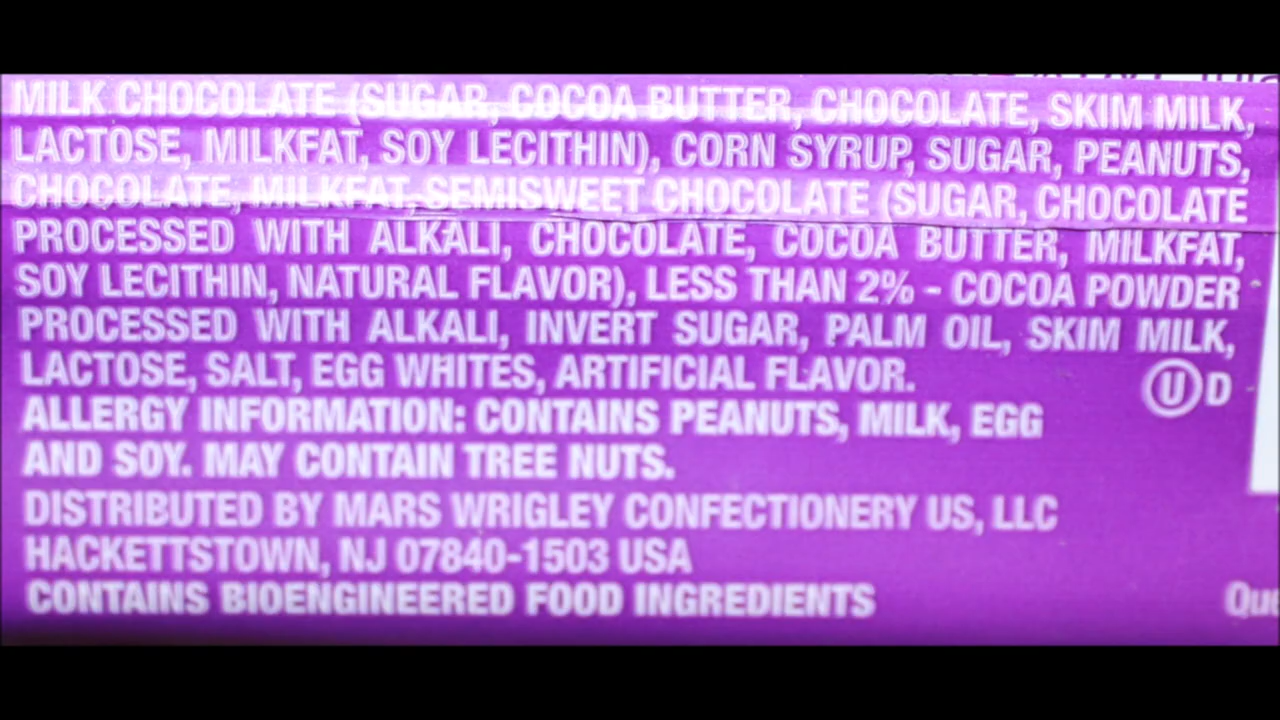 MILK CHOCOLATE (SUGAR, COCOA BUTTER, CHOCOLATE, SKIM MILK,
LACTOSE, MILKFAT, SOY LECITHIN), CORN SYRUP, SUGAR, PEANUTS,
CHOCOLATE, MILKFAT, SEMISWEET CHOCOLATE (SUGAR, CHOCOLATE
PROCESSED WITH ALKALI, CHOCOLATE, COCOA BUTTER, MILKFAT,
SOY LECITHIN, NATURAL FLAVOR), LESS THAN 2% - COCOA POWDER
PROCESSED WITH ALKALI, INVERT SUGAR, PALM OIL, SKIM MILK,
LACTOSE, SALT, EGG WHITES, ARTIFICIAL FLAVOR.
U D
ALLERGY INFORMATION: CONTAINS PEANUTS, MILK, EGG
AND SOY. MAY CONTAIN TREE NUTS.
DISTRIBUTED BY MARS WRIGLEY CONFECTIONERY US, LLC
HACKETTSTOWN, NJ 07840-1503 USA
CONTAINS BIOENGINEERED FOOD INGREDIENTS